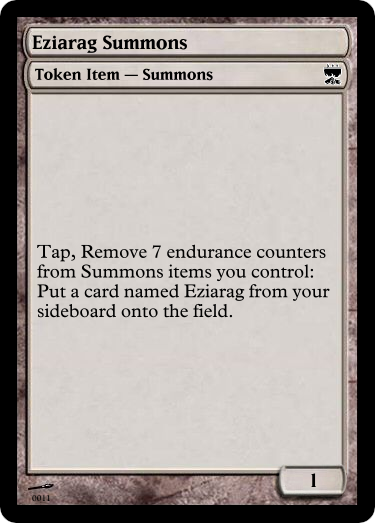 Eziarag Summons
Token Item — Summons
Tap, Remove 7 endurance counters
from Summons items you control:
Put a card named Eziarag from your
sideboard onto the field.
1
0011